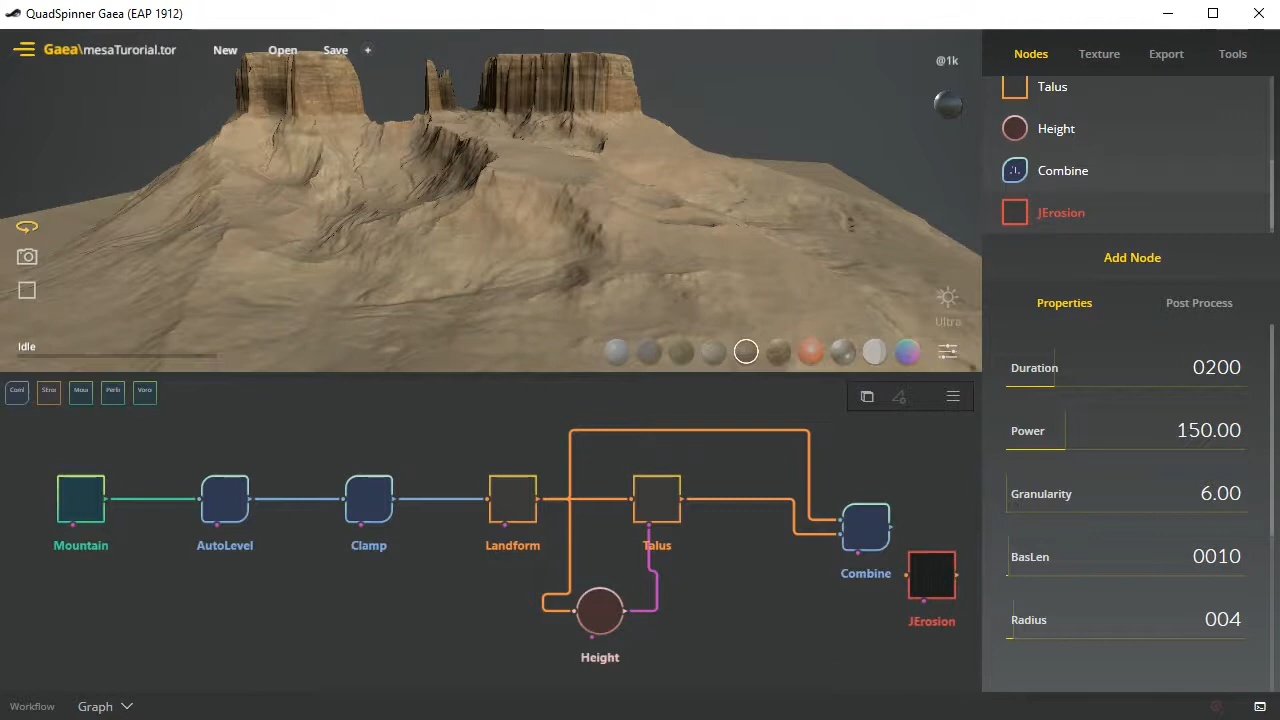 QuadSpinner Gaea (EAP 1912)
Gaea\mesaTurorial.tor
New
Open
Save
+
@1k
Idle
Ultra
Nodes
Texture
Export
Tools
Talus
Height
Combine
JErosion
Add Node
Properties
Post Process
Duration 0200
Power 150.00
Granularity 6.00
BasLen 0010
Radius 004
Mountain
AutoLevel
Clamp
Landform
Talus
Combine
JErosion
Height
Workflow
Graph